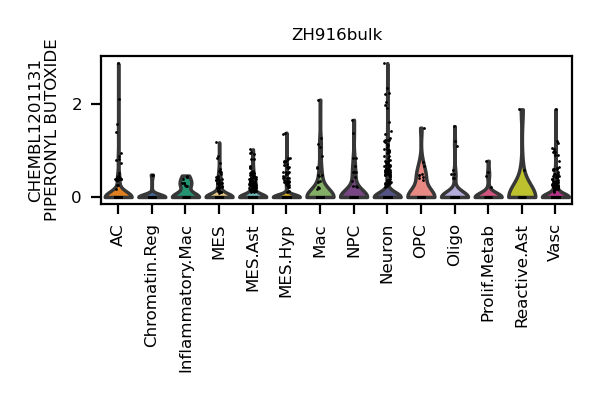 ZH916bulk
CHEMBL1201131
PIPERONYL BUTOXIDE
2
0
AC
Chromatin.Reg
Inflammatory.Mac
MES
MES.Ast
MES.Hyp
Mac
NPC
Neuron
OPC
Oligo
Prolif.Metab
Reactive.Ast
Vasc